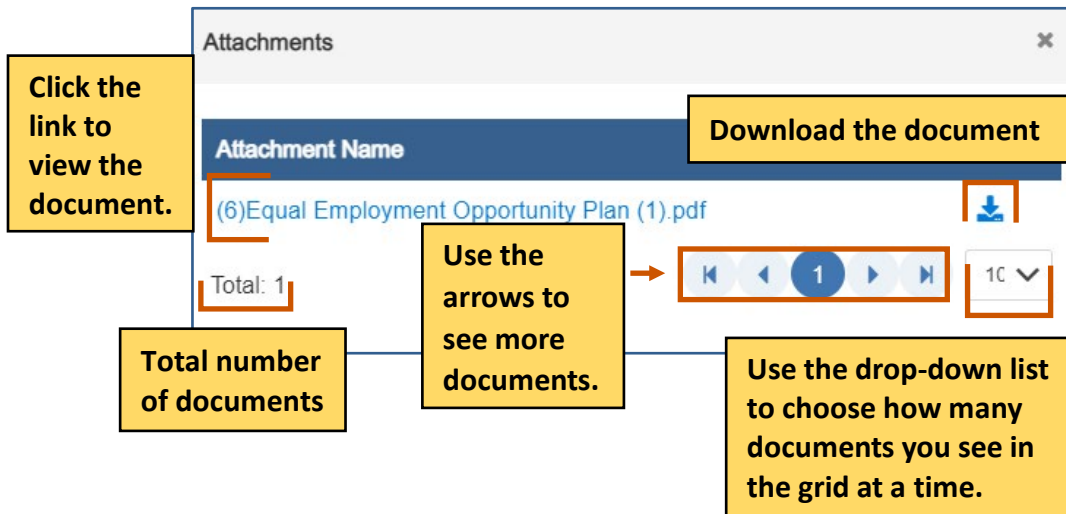 Attachments
Click the
link to
view the
document.
Attachment Name
Download the document
(6)Equal Employment Opportunity Plan (1).pdf
Total: 1
Use the
arrows to
see more
documents.
1
10
Total number
of documents
Use the drop-down list
to choose how many
documents you see in
the grid at a time.